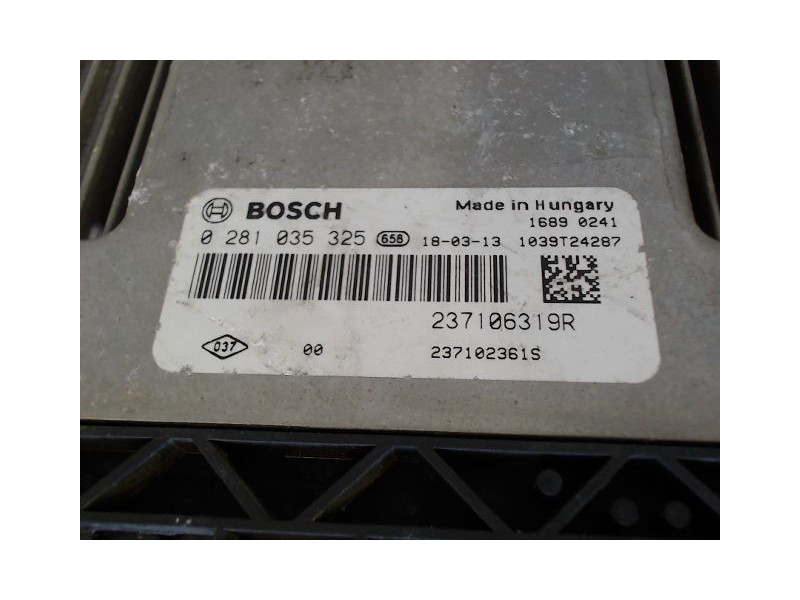 BOSCH Made in Hungary
1689 0241
0 281 035 325 658 18-03-13 1039T24287
237106319R
037 00 237102361S